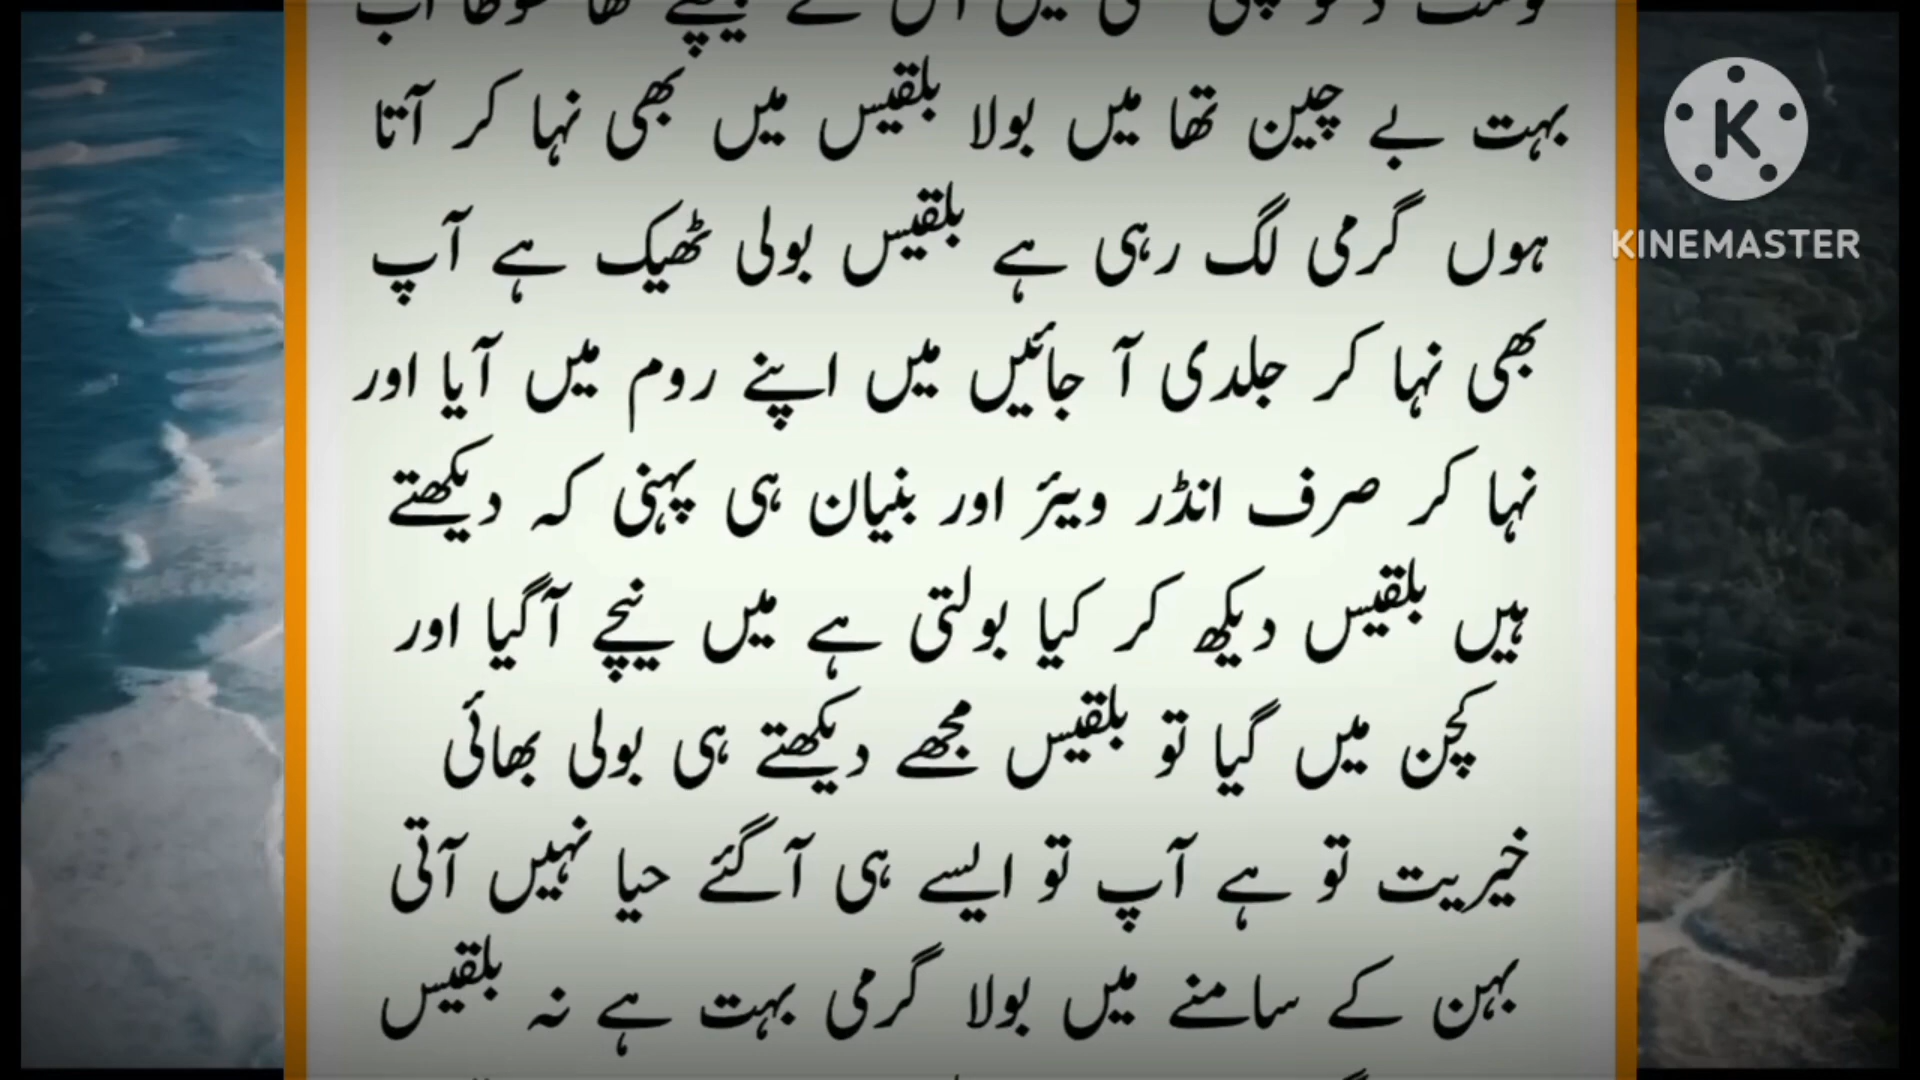 بہت بے چین تھا میں بولا بلقیس میں بھی نہا کر آتا
ہوں گرمی لگ رہی ہے بلقیس بولی ٹھیک ہے آپ
بھی نہا کر جلدی آ جائیں میں اپنے روم میں آیا اور
نہا کر صرف انڈر ویئر اور بنیان ہی پہنی کہ دیکھتے
ہیں بلقیس دیکھ کر کیا بولتی ہے میں نیچے آگیا اور
کچن میں گیا تو بلقیس مجھے دیکھتے ہی بولی بھائی
خیریت تو ہے آپ تو ایسے ہی آگئے حیا نہیں آتی
بہن کے سامنے میں بولا گرمی بہت ہے نہ بلقیس
KINEMASTER